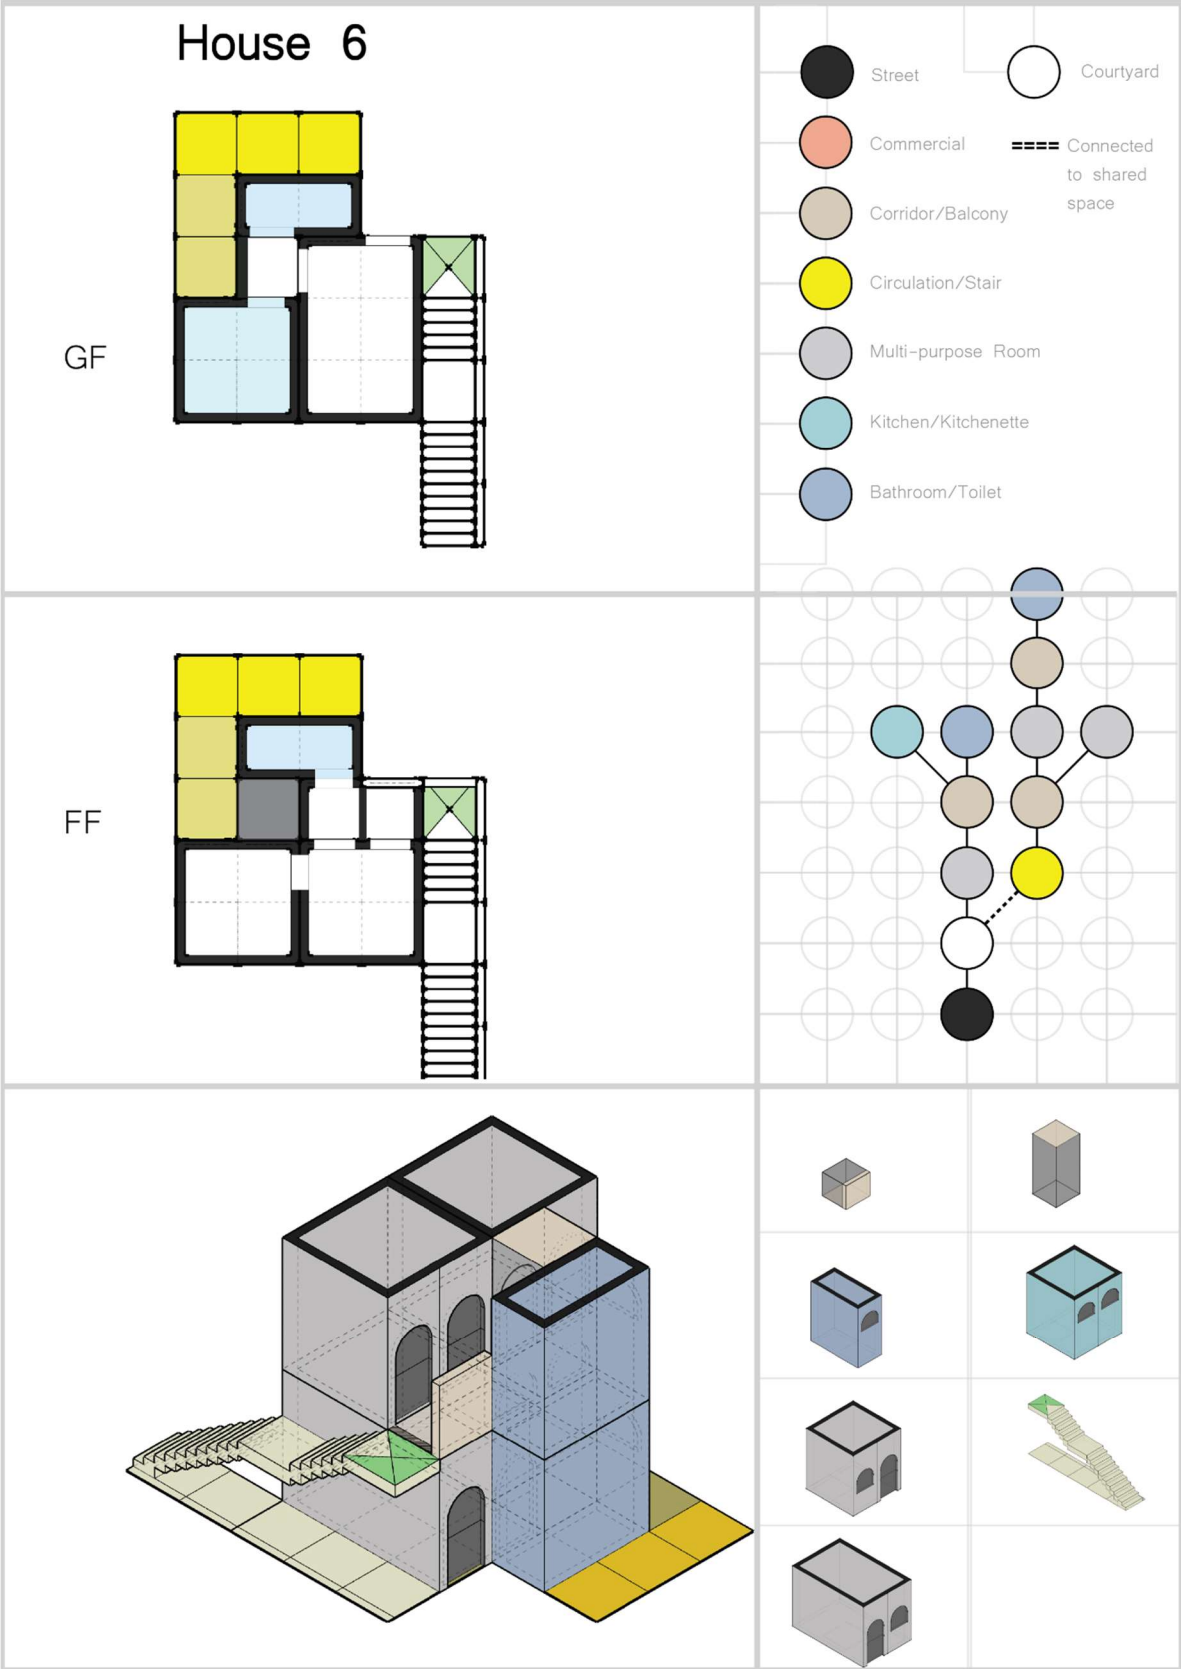 House 6
GF
FF
Street
Courtyard
Commercial
Connected
to shared
space
Corridor/Balcony
Circulation/Stair
Multi-purpose Room
Kitchen/Kitchenette
Bathroom/Toilet